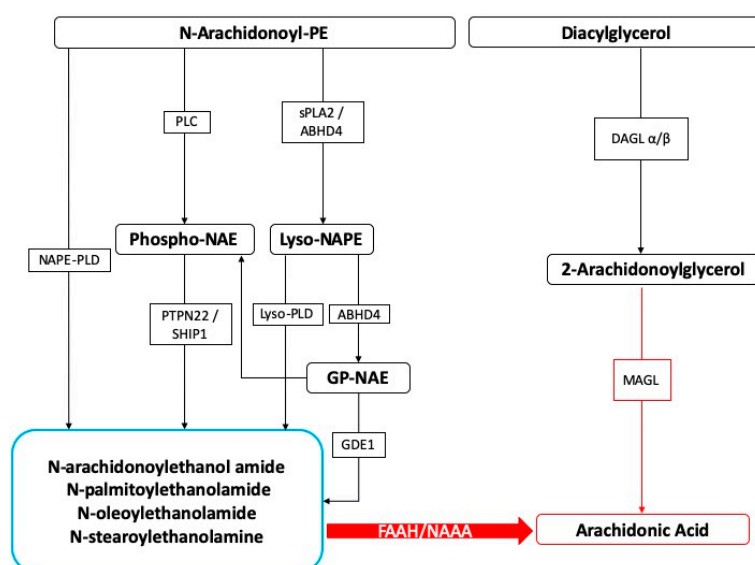 N-Arachidonoyl-PE
Diacylglycerol
PLC
sPLA2 /
ABHD4
DAGL α/β
Phospho-NAE
Lyso-NAPE
NAPE-PLD
2-Arachidonoylglycerol
PTPN22 /
SHIP1
Lyso-PLD
ABHD4
GP-NAE
MAGL
GDE1
N-arachidonoylethanol amide
N-palmitoylethanolamide
N-oleoylethanolamide
N-stearoylethanolamine
FAAH/NAAA
Arachidonic Acid